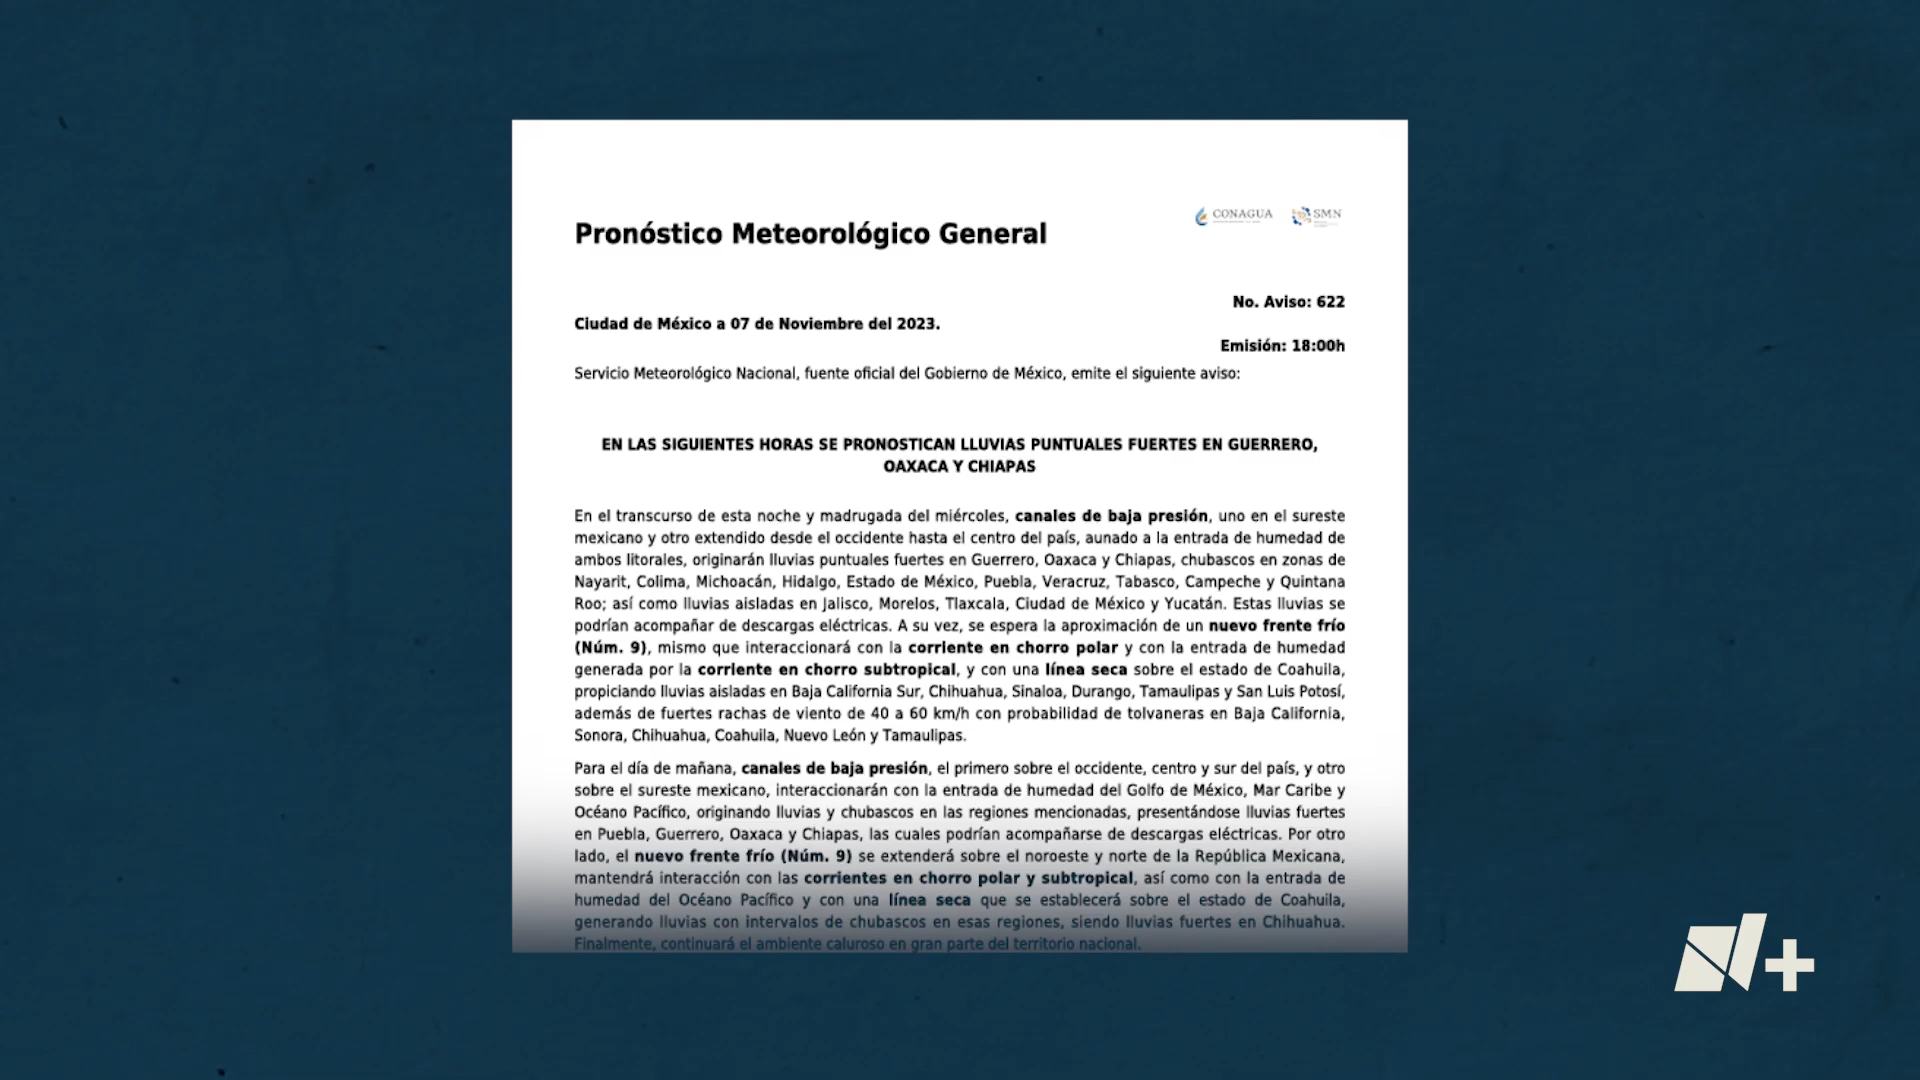 CONAGUA SMN
Pronóstico Meteorológico General
No. Aviso: 622
Ciudad de México a 07 de Noviembre del 2023.
Emisión: 18:00h
Servicio Meteorológico Nacional, fuente oficial del Gobierno de México, emite el siguiente aviso:
EN LAS SIGUIENTES HORAS SE PRONOSTICAN LLUVIAS PUNTUALES FUERTES EN GUERRERO,
OAXACA Y CHIAPAS
En el transcurso de esta noche y madrugada del miércoles, canales de baja presión, uno en el sureste
mexicano y otro extendido desde el occidente hasta el centro del país, aunado a la entrada de humedad de
ambos litorales, originarán lluvias puntuales fuertes en Guerrero, Oaxaca y Chiapas, chubascos en zonas de
Nayarit, Colima, Michoacán, Hidalgo, Estado de México, Puebla, Veracruz, Tabasco, Campeche y Quintana
Roo; así como lluvias aisladas en Jalisco, Morelos, Tlaxcala, Ciudad de México y Yucatán. Estas lluvias se
podrían acompañar de descargas eléctricas. A su vez, se espera la aproximación de un nuevo frente frío
(Núm. 9), mismo que interaccionará con la corriente en chorro polar y con la entrada de humedad
generada por la corriente en chorro subtropical, y con una línea seca sobre el estado de Coahuila,
propiciando lluvias aisladas en Baja California Sur, Chihuahua, Sinaloa, Durango, Tamaulipas y San Luis Potosí,
además de fuertes rachas de viento de 40 a 60 km/h con probabilidad de tolvaneras en Baja California,
Sonora, Chihuahua, Coahuila, Nuevo León y Tamaulipas.
Para el día de mañana, canales de baja presión, el primero sobre el occidente, centro y sur del país, y otro
sobre el sureste mexicano, interaccionarán con la entrada de humedad del Golfo de México, Mar Caribe y
Océano Pacífico, originando lluvias y chubascos en las regiones mencionadas, presentándose lluvias fuertes
en Puebla, Guerrero, Oaxaca y Chiapas, las cuales podrían acompañarse de descargas eléctricas. Por otro
lado, el nuevo frente frío (Núm. 9) se extenderá sobre el noroeste y norte de la República Mexicana,
mantendrá interacción con las corrientes en chorro polar y subtropical, así como con la entrada de
humedad del Océano Pacífico y con una línea seca que se establecerá sobre el estado de Coahuila,
generando lluvias con intervalos de chubascos en esas regiones, siendo lluvias fuertes en Chihuahua.
Finalmente, continuará el ambiente caluroso en gran parte del territorio nacional.
N+